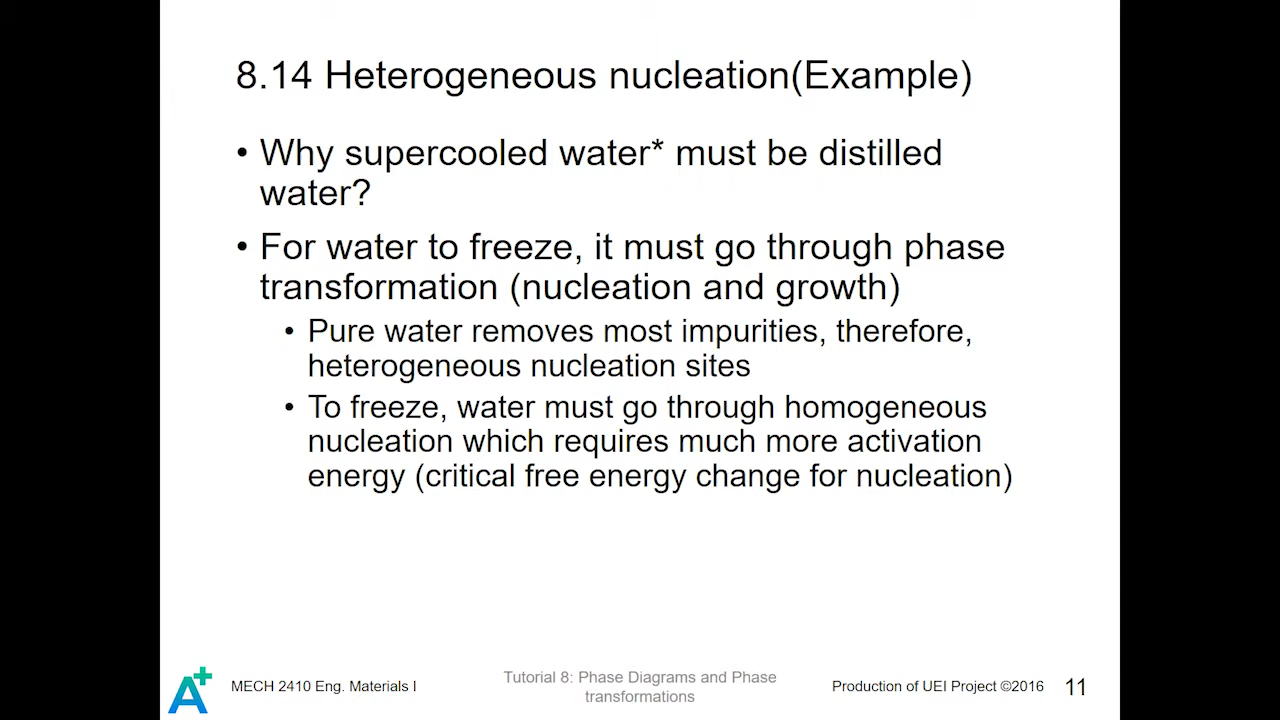 8.14 Heterogeneous nucleation(Example)
• Why supercooled water* must be distilled
water?
• For water to freeze, it must go through phase
transformation (nucleation and growth)
• Pure water removes most impurities, therefore,
heterogeneous nucleation sites
• To freeze, water must go through homogeneous
nucleation which requires much more activation
energy (critical free energy change for nucleation)
A+
MECH 2410 Eng. Materials I
Tutorial 8: Phase Diagrams and Phase
transformations
Production of UEI Project ©2016
11